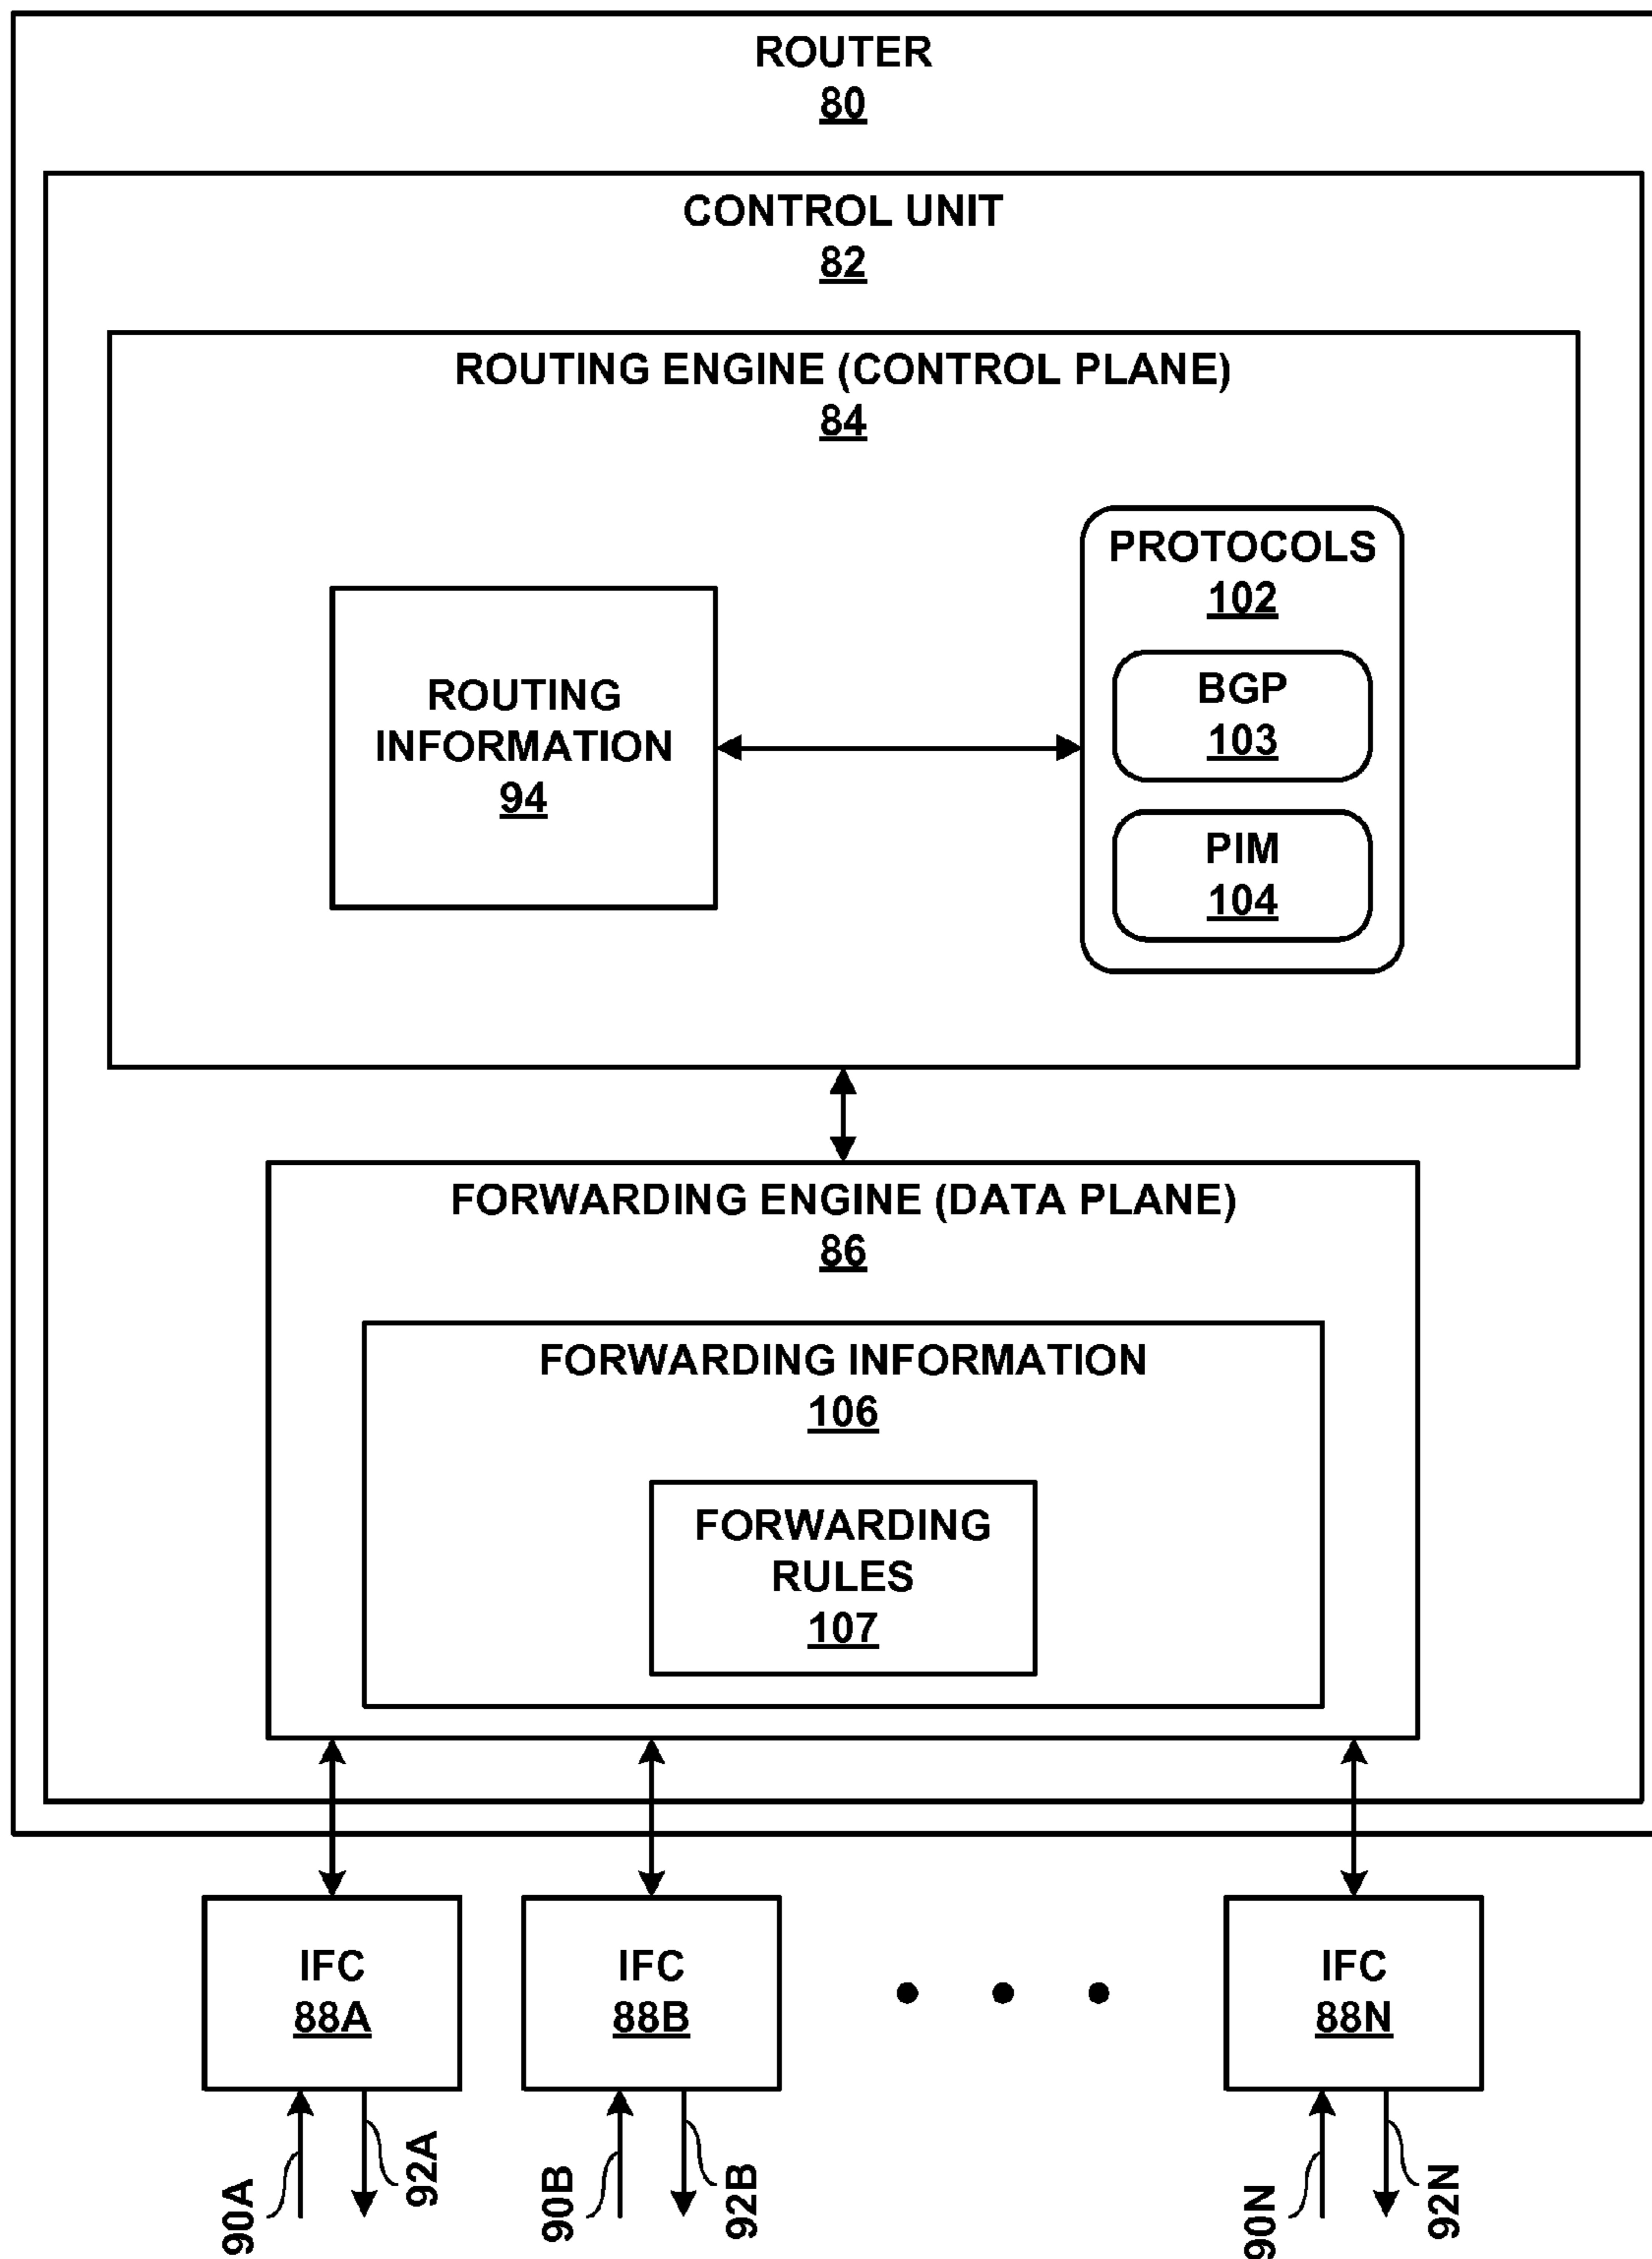 ROUTER
80
CONTROL UNIT
82
ROUTING ENGINE (CONTROL PLANE)
84
ROUTING
INFORMATION
94
PROTOCOLS
102
BGP
103
PIM
104
FORWARDING ENGINE (DATA PLANE)
86
FORWARDING INFORMATION
106
FORWARDING
RULES
107
IFC
88A
IFC
88B
IFC
88N
90A
92A
90B
92B
90N
92N